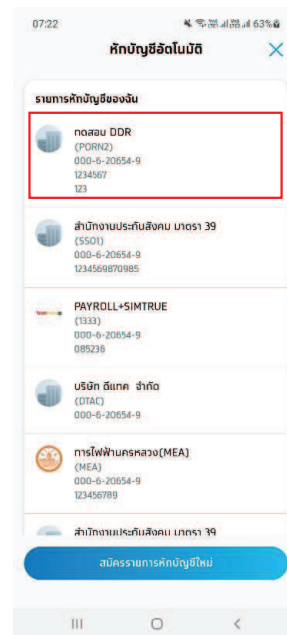 07:22
63%
หักบัญชีอัตโนมัติ
รายการหักบัญชีของฉัน
ทดสอบ DDR
(PORN2)
000-6-20654-9
1234567
123
สำนักงานประกันสังคม มาตรา 39
(SSO1)
000-6-20654-9
1234569870985
PAYROLL+SIMTRUE
(1333)
000-6-20654-9
085236
บริษัท ดีแทค จำกัด
(DTAC)
000-6-20654-9
การไฟฟ้านครหลวง(MEA)
(MEA)
000-6-20654-9
123456789
สำนักงานประกันสังคม มาตรา 39
สมัครรายการหักบัญชีใหม่